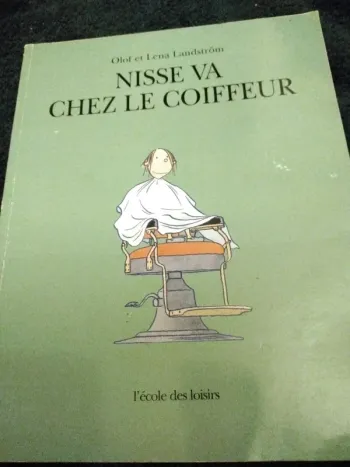 Olof et Lena Landström
NISSE VA
CHEZ LE COIFFEUR
l'école des loisirs